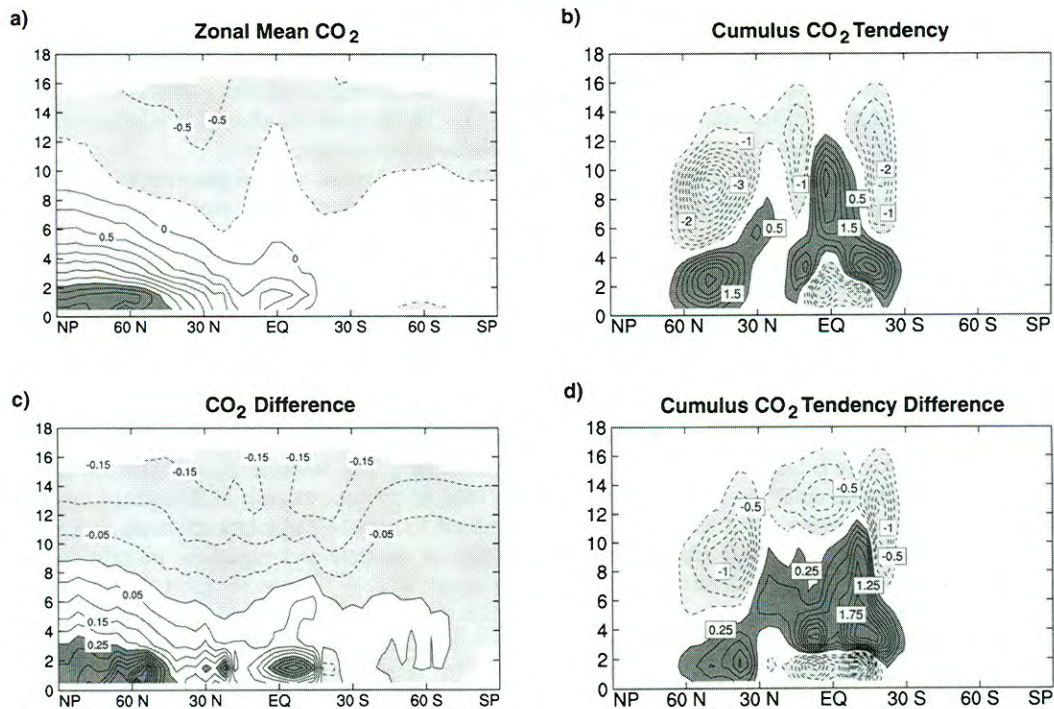 a)
Zonal Mean CO2
18
16
14
12
10
8
6
4
2
0
-0.5
-0.5
0
0.5
0
NP
60 N
30 N
EQ
30 S
60 S
SP
b)
Cumulus CO2 Tendency
18
16
14
12
10
8
6
4
2
0
-1
-3
-2
-1
-2
-1
0.5
0.5
1.5
1.5
NP
60 N
30 N
EQ
30 S
60 S
SP
c)
CO2 Difference
18
16
14
12
10
8
6
4
2
0
-0.15
-0.15
-0.15
-0.15
-0.15
-0.05
-0.05
0.05
0.15
0.25
NP
60 N
30 N
EQ
30 S
60 S
SP
d)
Cumulus CO2 Tendency Difference
18
16
14
12
10
8
6
4
2
0
-0.5
-0.5
-1
-1
-0.5
0.25
1.25
1.75
0.25
NP
60 N
30 N
EQ
30 S
60 S
SP